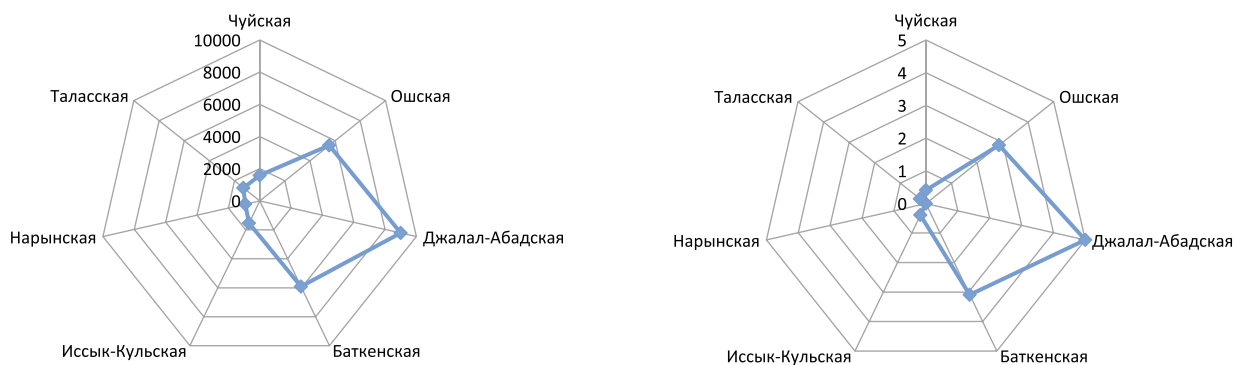 Чуйская
10000
8000
6000
4000
2000
0
Ошская
Джалал-Абадская
Баткенская
Иссык-Кульская
Нарынская
Таласская
Чуйская
5
4
3
2
1
0
Ошская
Джалал-Абадская
Баткенская
Иссык-Кульская
Нарынская
Таласская